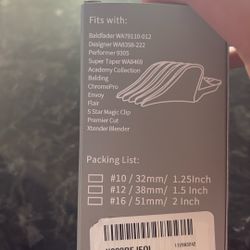 Fits with:
Baldfader WA79110-012
Designer WA8358-222
Performer 9305
Super Taper WA8469
Academy Collection
Balding
ChromePro
Envoy
Flair
5 Star Magic Clip
Premier Cut
Xtender Blender
Packing List:
#10 / 32mm/ 1.25Inch
#12 / 38mm/ 1.5 Inch
#16 / 51mm/ 2 Inch